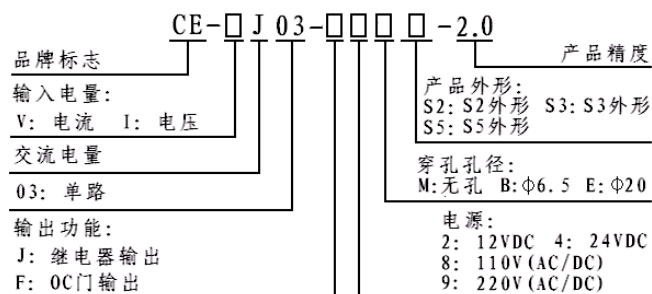 CE-□J03-□□□□-2.0
品牌标志
输入电量:
V: 电流 I: 电压
交流电量
03: 单路
输出功能:
J: 继电器输出
F: OC门输出
产品精度
产品外形:
S2: S2外形 S3: S3外形
S5: S5外形
穿孔孔径:
M:无孔 B:Φ6.5 E:Φ20
电源:
2: 12VDC 4: 24VDC
8: 110V(AC/DC)
9: 220V(AC/DC)